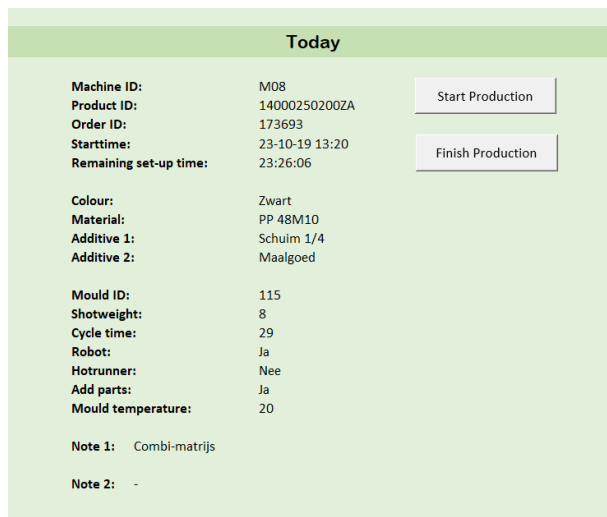 Today
Machine ID: M08
Start Production
Product ID: 14000250200ZA
Order ID: 173693
Starttime: 23-10-19 13:20
Finish Production
Remaining set-up time: 23:26:06
Colour: Zwart
Material: PP 48M10
Additive 1: Schuim 1/4
Additive 2: Maalgoed
Mould ID: 115
Shotweight: 8
Cycle time: 29
Robot: Ja
Hotrunner: Nee
Add parts: Ja
Mould temperature: 20
Note 1: Combi-matrijs
Note 2: -